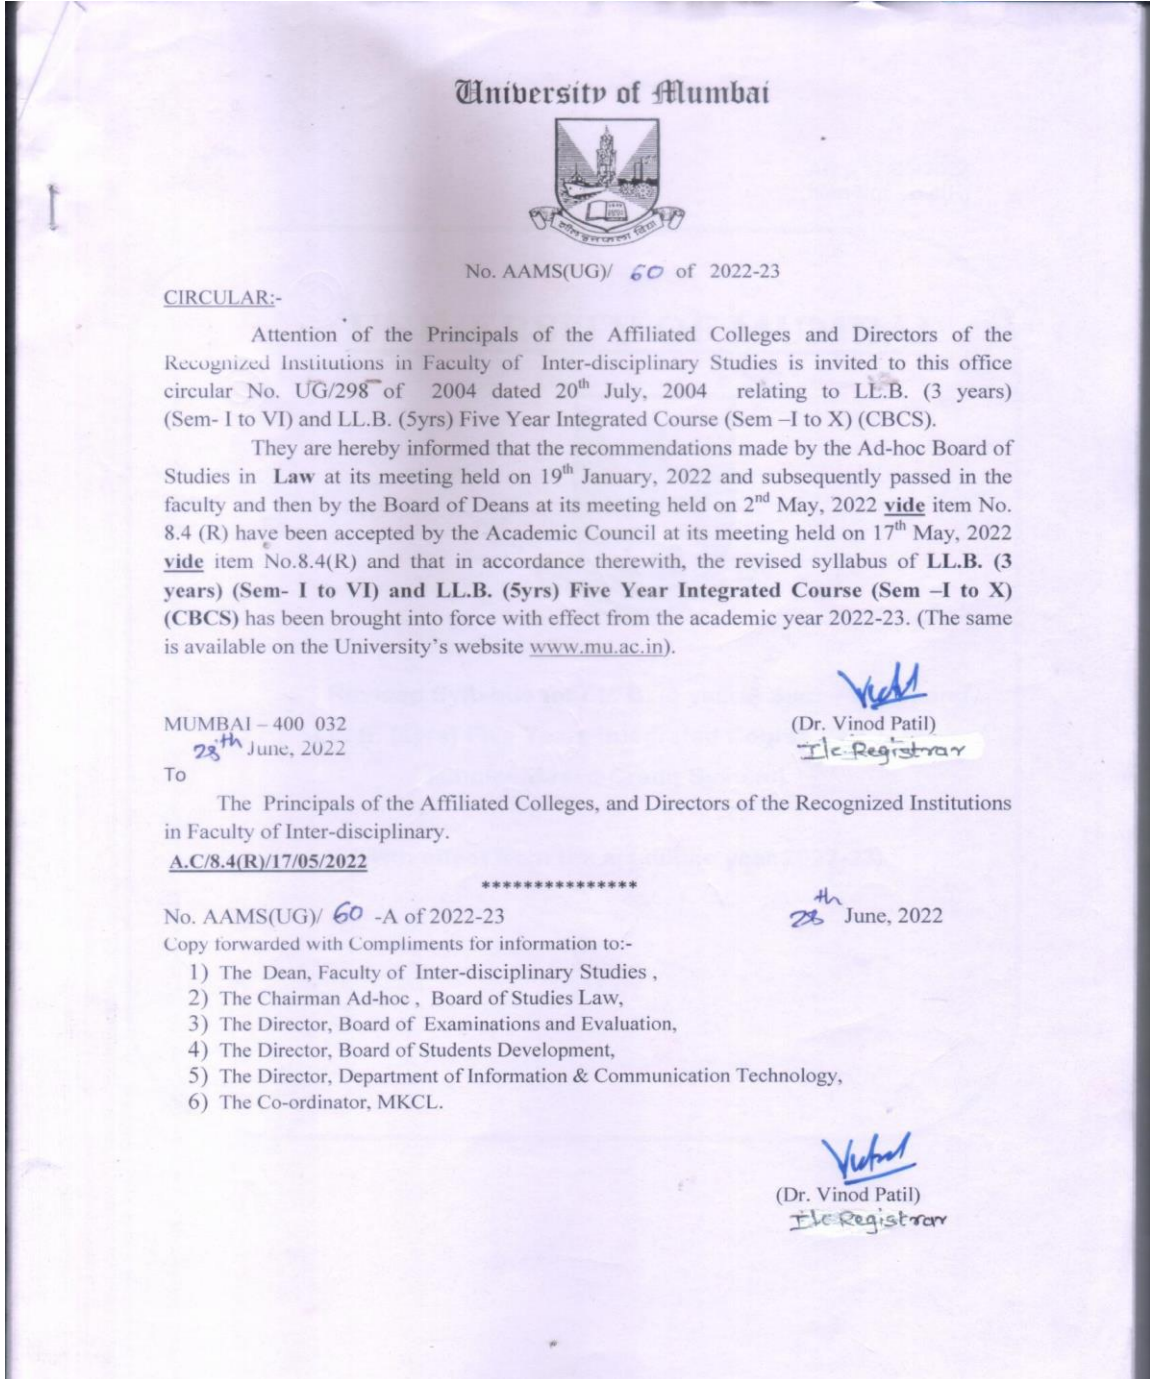 University of Mumbai
No. AAMS(UG)/ 60 of 2022-23
CIRCULAR:-
Attention of the Principals of the Affiliated Colleges and Directors of the
Recognized Institutions in Faculty of Inter-disciplinary Studies is invited to this office
circular No. UG/298 of 2004 dated 20th July, 2004 relating to LL.B. (3 years)
(Sem- I to VI) and LL.B. (5yrs) Five Year Integrated Course (Sem –I to X) (CBCS).
They are hereby informed that the recommendations made by the Ad-hoc Board of
Studies in Law at its meeting held on 19th January, 2022 and subsequently passed in the
faculty and then by the Board of Deans at its meeting held on 2nd May, 2022 vide item No.
8.4 (R) have been accepted by the Academic Council at its meeting held on 17th May, 2022
vide item No.8.4(R) and that in accordance therewith, the revised syllabus of LL.B. (3
years) (Sem- I to VI) and LL.B. (5yrs) Five Year Integrated Course (Sem –I to X)
(CBCS) has been brought into force with effect from the academic year 2022-23. (The same
is available on the University's website www.mu.ac.in).
MUMBAI – 400 032
(Dr. Vinod Patil)
28th June, 2022
I/c Registrar
To
The Principals of the Affiliated Colleges, and Directors of the Recognized Institutions
in Faculty of Inter-disciplinary.
A.C/8.4(R)/17/05/2022
***************
No. AAMS(UG)/ 60 -A of 2022-23 28th June, 2022
Copy forwarded with Compliments for information to:-
1) The Dean, Faculty of Inter-disciplinary Studies ,
2) The Chairman Ad-hoc , Board of Studies Law,
3) The Director, Board of Examinations and Evaluation,
4) The Director, Board of Students Development,
5) The Director, Department of Information & Communication Technology,
6) The Co-ordinator, MKCL.
(Dr. Vinod Patil)
I/c Registrar